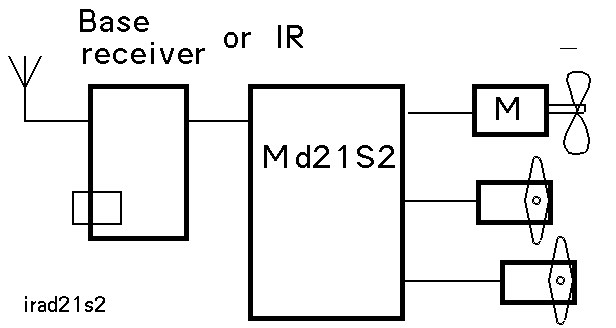 Base
receiver or IR
M
Md21S2
irad21s2